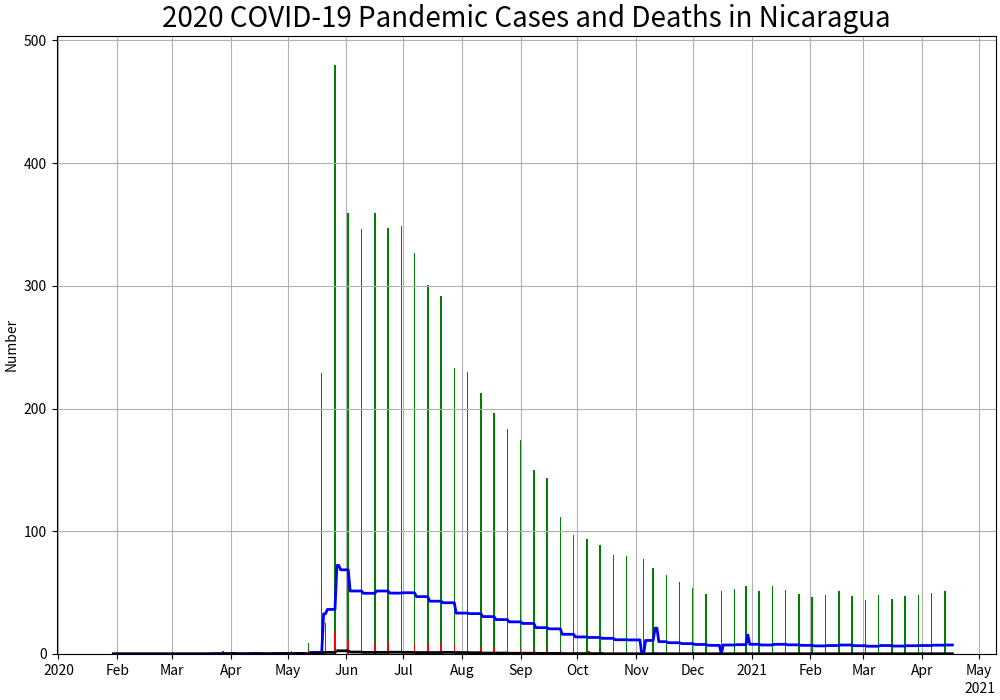 2020 COVID-19 Pandemic Cases and Deaths in Nicaragua
500
400
300
200
100
0
Number
2020 Feb Mar Apr May Jun Jul Aug Sep Oct Nov Dec 2021 Feb Mar Apr May
2021